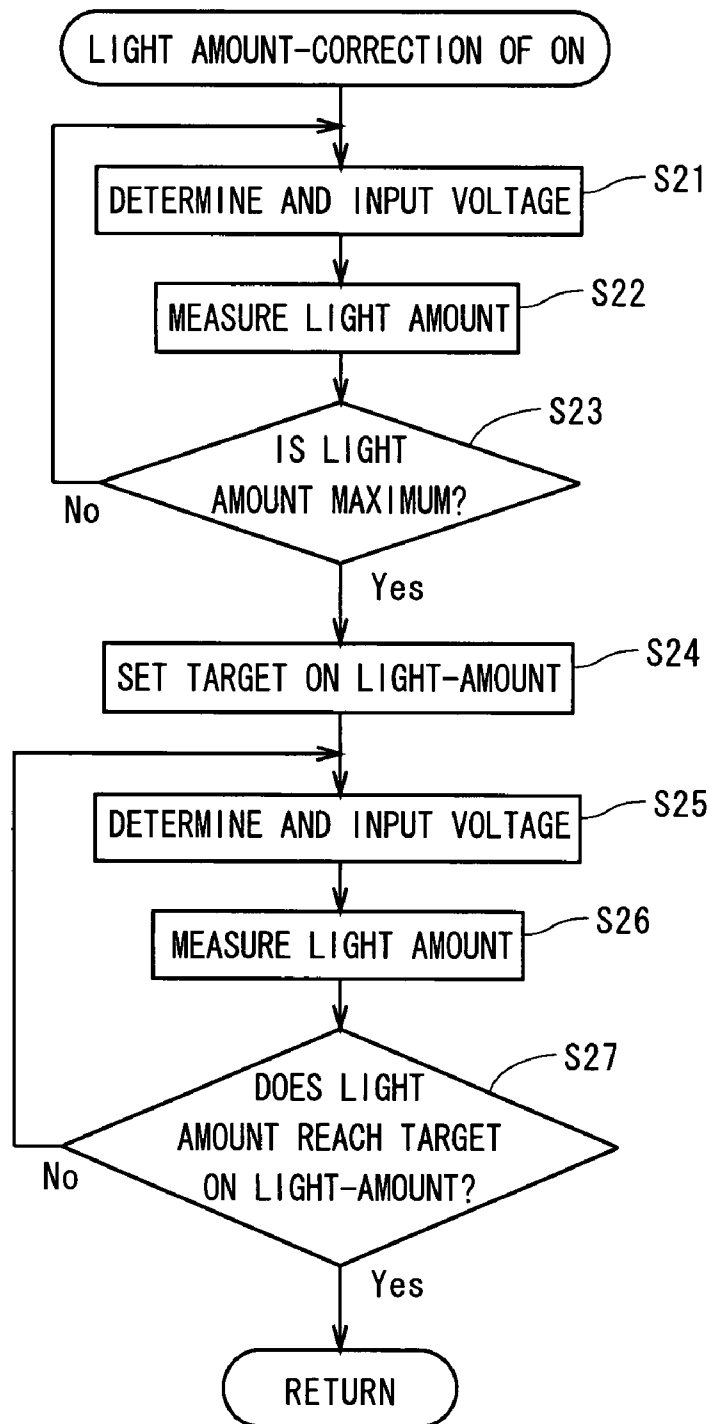 LIGHT AMOUNT-CORRECTION OF ON
DETERMINE AND INPUT VOLTAGE
S21
MEASURE LIGHT AMOUNT
S22
IS LIGHT
AMOUNT MAXIMUM?
S23
No
Yes
SET TARGET ON LIGHT-AMOUNT
S24
DETERMINE AND INPUT VOLTAGE
S25
MEASURE LIGHT AMOUNT
S26
DOES LIGHT
AMOUNT REACH TARGET
ON LIGHT-AMOUNT?
S27
No
Yes
RETURN